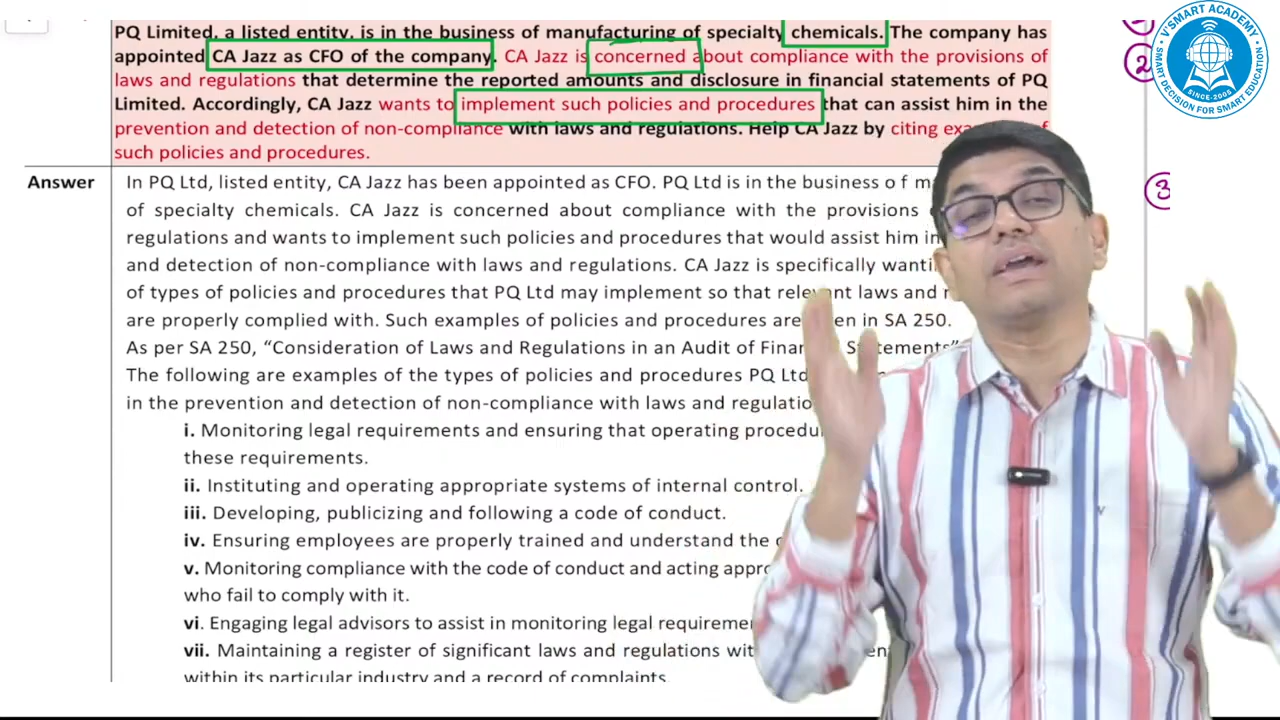 PQ Limited, a listed entity, is in the business of manufacturing of specialty chemicals. The company has
appointed CA Jazz as CFO of the company. CA Jazz is concerned about compliance with the provisions of
laws and regulations that determine the reported amounts and disclosure in financial statements of PQ
Limited. Accordingly, CA Jazz wants to implement such policies and procedures that can assist him in the
prevention and detection of non-compliance with laws and regulations. Help CA Jazz by citing
such policies and procedures.
Answer
In PQ Ltd, listed entity, CA Jazz has been appointed as CFO. PQ Ltd is in the business o f
of specialty chemicals. CA Jazz is concerned about compliance with the provisions
regulations and wants to implement such policies and procedures that would assist him in
and detection of non-compliance with laws and regulations. CA Jazz is specifically
of types of policies and procedures that PQ Ltd may implement so that relevant laws and
are properly complied with. Such examples of policies and procedures are given in SA 250.
As per SA 250, “Consideration of Laws and Regulations in an Audit of Financial Statements”
The following are examples of the types of policies and procedures PQ Ltd
in the prevention and detection of non-compliance with laws and
i. Monitoring legal requirements and ensuring that operating
these requirements.
ii. Instituting and operating appropriate systems of internal control.
iii. Developing, publicizing and following a code of conduct.
iv. Ensuring employees are properly trained and understand the
v. Monitoring compliance with the code of conduct and acting
who fail to comply with it.
vi. Engaging legal advisors to assist in monitoring legal
vii. Maintaining a register of significant laws and regulations
within its particular industry and a record of complaints.
2
3
V'SMART ACADEMY
SINCE-2005
SMART DECISION FOR SMART EDUCATION